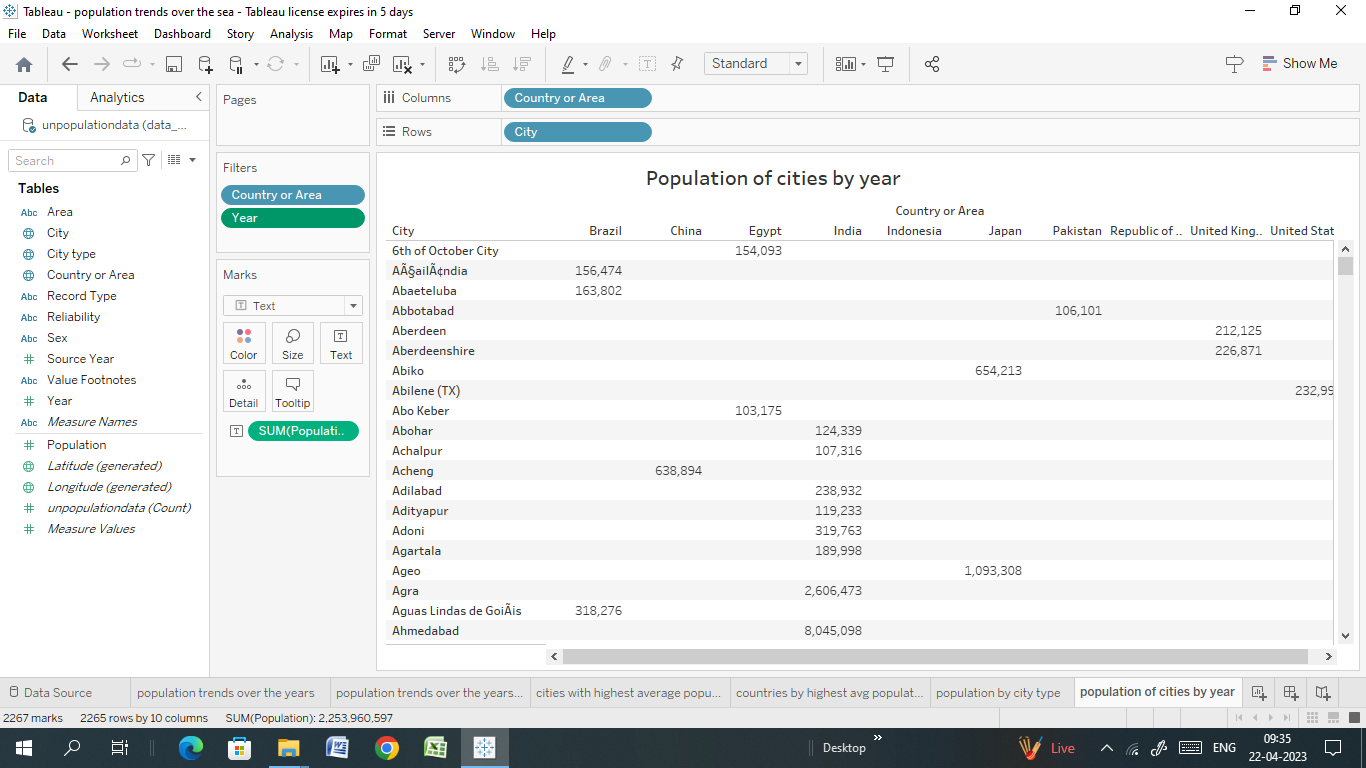 Tableau - population trends over the sea - Tableau license expires in 5 days
File Data Worksheet Dashboard Story Analysis Map Format Server Window Help
Standard Show Me
Data Analytics
unpopulationdata (data_...
Search
Tables
Abc Area
City
City type
Country or Area
Abc Record Type
Abc Reliability
Abc Sex
Source Year
Abc Value Footnotes
Year
Abc Measure Names
Population
Latitude (generated)
Longitude (generated)
unpopulationdata (Count)
Measure Values
Pages
Filters
Country or Area
Year
Marks
Text
Color Size Text
Detail Tooltip
SUM(Populati..
Columns Country or Area
Rows City
Population of cities by year
Country or Area
City Brazil China Egypt India Indonesia Japan Pakistan Republic of .. United King.. United Stat
6th of October City 154,093
AÃ§ailÃ¢ndia 156,474
Abaeteluba 163,802
Abbotabad 106,101
Aberdeen 212,125
Aberdeenshire 226,871
Abiko 654,213
Abilene (TX) 232,99
Abo Keber 103,175
Abohar 124,339
Achalpur 107,316
Acheng 638,894
Adilabad 238,932
Adityapur 119,233
Adoni 319,763
Agartala 189,998
Ageo 1,093,308
Agra 2,606,473
Aguas Lindas de GoiÃis 318,276
Ahmedabad 8,045,098
Data Source population trends over the years population trends over the years... cities with highest average popu... countries by highest avg populat... population by city type population of cities by year
2267 marks 2265 rows by 10 columns SUM(Population): 2,253,960,597
Desktop Live ENG 09:35
22-04-2023